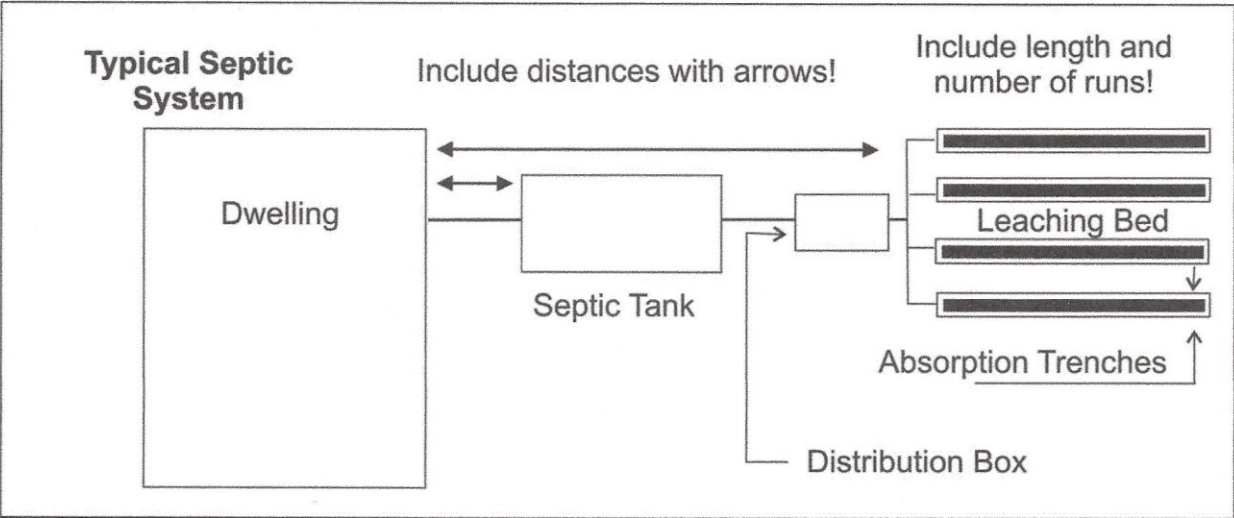 Typical Septic
System
Include distances with arrows!
Include length and
number of runs!
Dwelling
Leaching Bed
Septic Tank
Absorption Trenches
Distribution Box